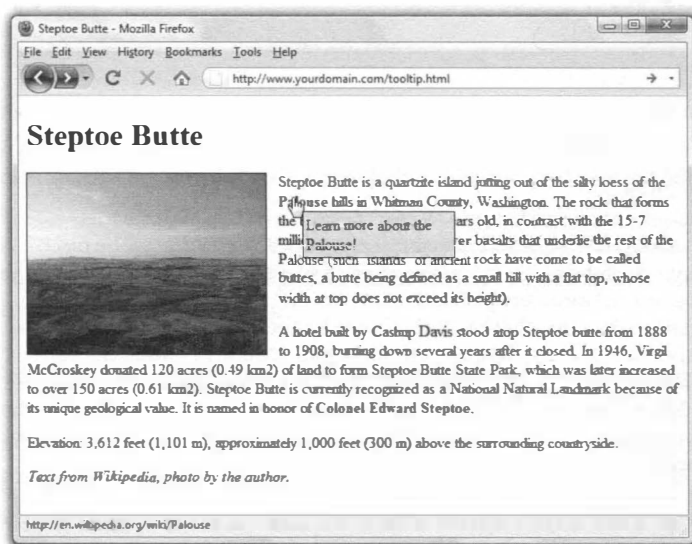 Steptoe Butte - Mozilla Firefox
File Edit View History Bookmarks Tools Help
http://www.yourdomain.com/tooltip.html
Steptoe Butte
Steptoe Butte is a quartzite island jutting out of the silty loess of the
Palouse hills in Whitman County, Washington. The rock that forms
the ars old, in contrast with the 15-7
Learn more about the
milli er basalts that underlie the rest of the
Palouse!
Palouse (such "islands" of ancient rock have come to be called
buttes, a butte being defined as a small hill with a flat top, whose
width at top does not exceed its height).
A hotel built by Cashup Davis stood atop Steptoe butte from 1888
to 1908, burning down several years after it closed. In 1946, Virgil
McCroskey donated 120 acres (0.49 km2) of land to form Steptoe Butte State Park, which was later increased
to over 150 acres (0.61 km2). Steptoe Butte is currently recognized as a National Natural Landmark because of
its unique geological value. It is named in honor of Colonel Edward Steptoe.
Elevation: 3,612 feet (1,101 m), approximately 1,000 feet (300 m) above the surrounding countryside.
Text from Wikipedia, photo by the author.
http://en.wikipedia.org/wiki/Palouse